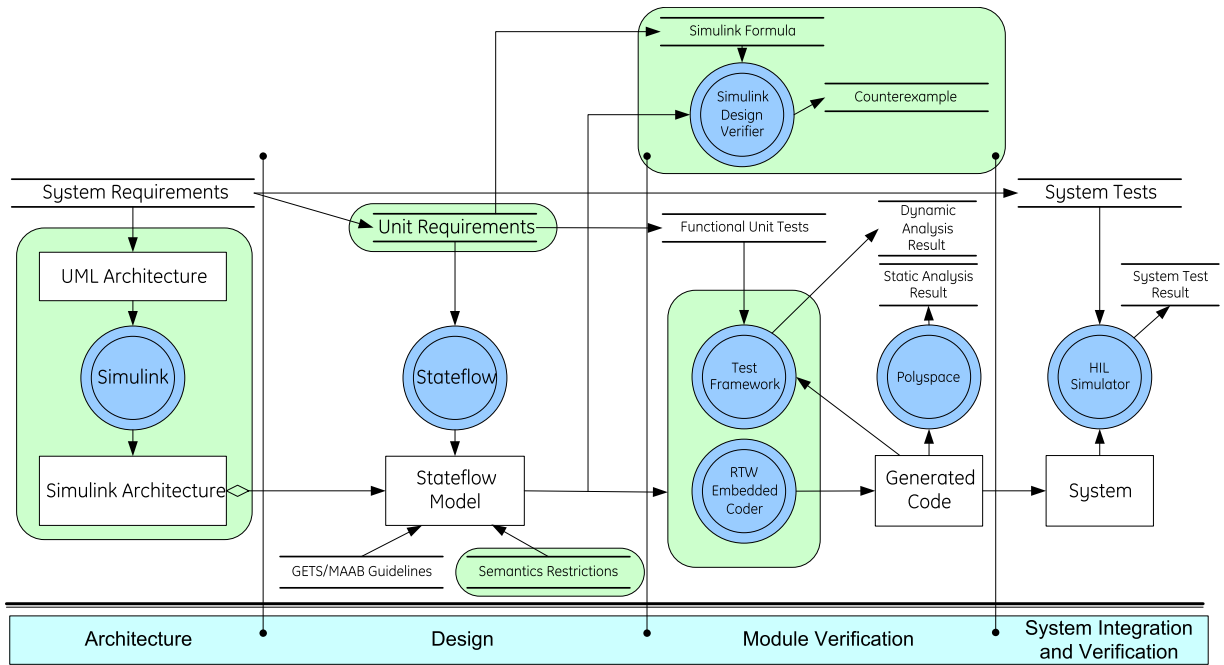 Simulink Formula
Simulink
Design
Verifier
Counterexample
System Requirements
System Tests
Unit Requirements
Functional Unit Tests
Dynamic
Analysis
Result
UML Architecture
Static Analysis
Result
System Test
Result
Simulink
Stateflow
Test
Framework
Polyspace
HIL
Simulator
Simulink Architecture
Stateflow
Model
RTW
Embedded
Coder
Generated
Code
System
GETS/MAAB Guidelines
Semantics Restrictions
Architecture
Design
Module Verification
System Integration
and Verification